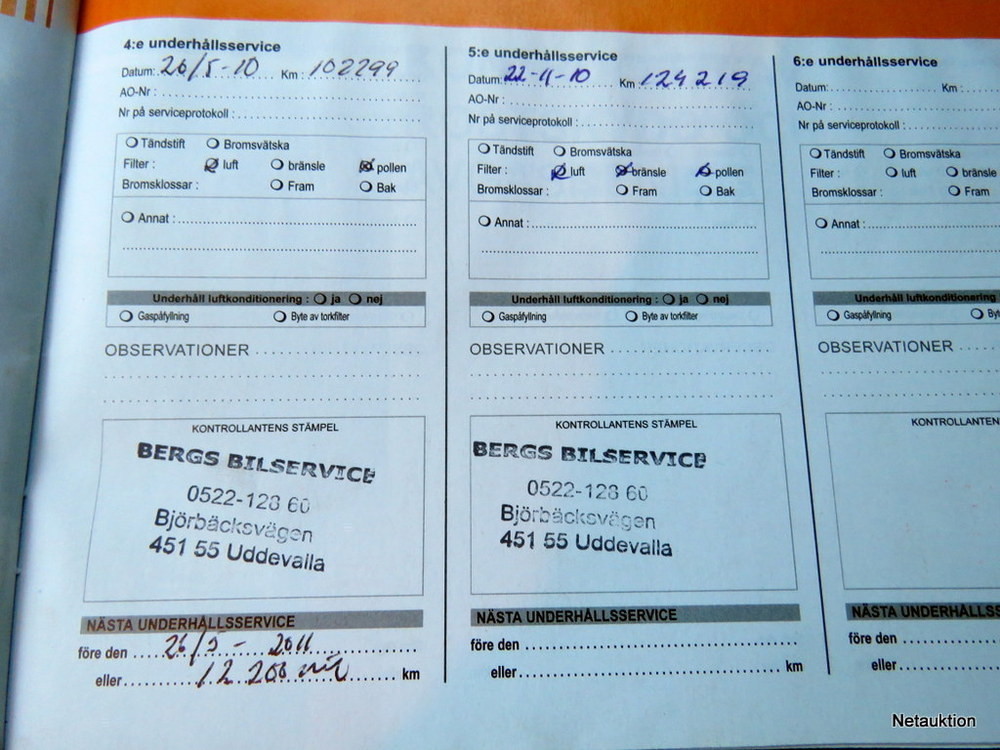 4:e underhållsservice
Datum: 26/5-10 Km: 102299
AO-Nr :
Nr på serviceprotokoll :
Tändstift Bromsvätska
Filter : luft bränsle pollen
Bromsklossar : Fram Bak
Annat :
Underhåll luftkonditionering : ja nej
Gaspåfyllning Byte av torkfilter
OBSERVATIONER
KONTROLLANTENS STÄMPEL
BERGS BILSERVICE
0522-128 60
Björbäcksvägen
451 55 Uddevalla
NÄSTA UNDERHÅLLSSERVICE
före den 26/5 - 2011
eller 12 200 km
5:e underhållsservice
Datum: 22-11-10 Km 124219
AO-Nr :
Nr på serviceprotokoll :
Tändstift Bromsvätska
Filter : luft bränsle pollen
Bromsklossar : Fram Bak
Annat :
Underhåll luftkonditionering : ja nej
Gaspåfyllning Byte av torkfilter
OBSERVATIONER
KONTROLLANTENS STÄMPEL
BERGS BILSERVICE
0522-128 60
Björbäcksvägen
451 55 Uddevalla
NÄSTA UNDERHÅLLSSERVICE
före den
eller km
6:e underhållsservice
Datum: Km :
AO-Nr :
Nr på serviceprotokoll :
Tändstift Bromsvätska
Filter : luft bränsle
Bromsklossar : Fram
Annat :
Underhåll luftkonditionering
Gaspåfyllning By
OBSERVATIONER
KONTROLLANTEN
NÄSTA UNDERHÅLLSS
före den
eller
Netauktion